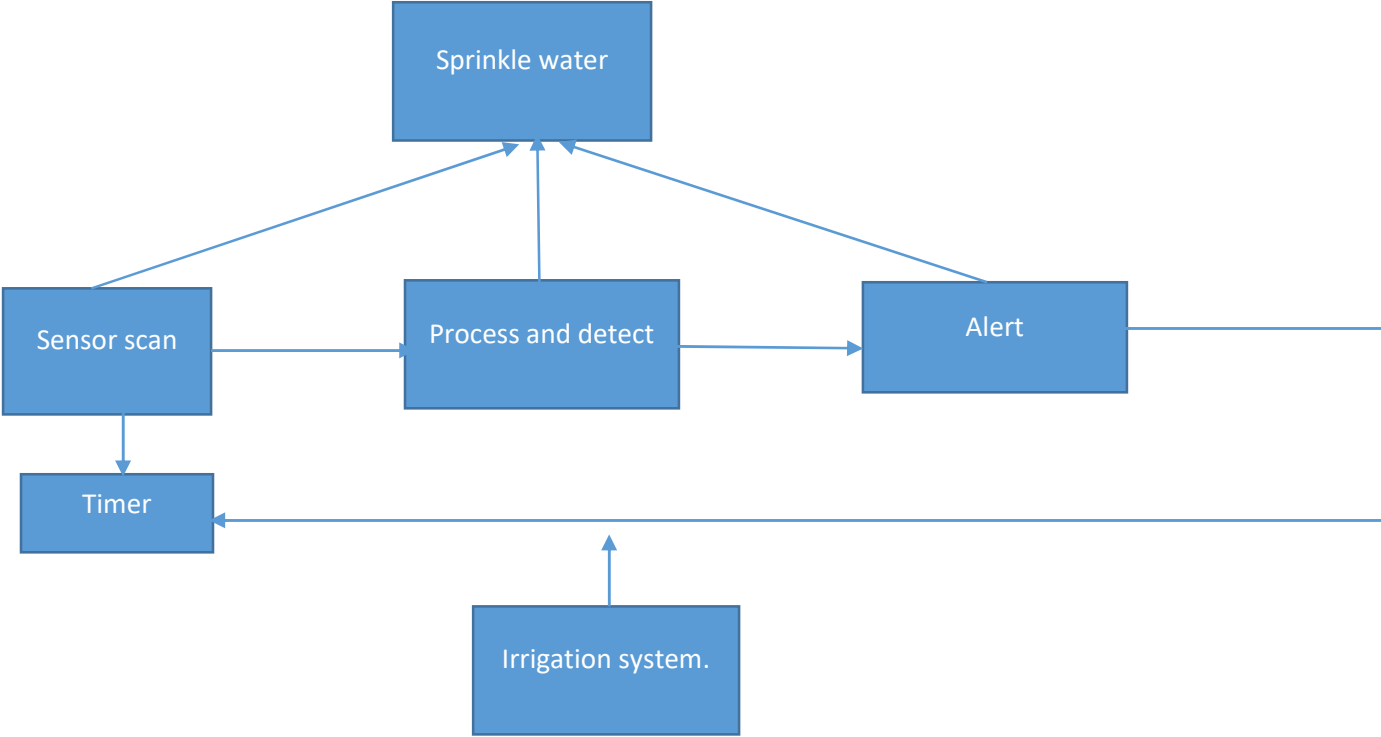 Sprinkle water
Sensor scan
Process and detect
Alert
Timer
Irrigation system.